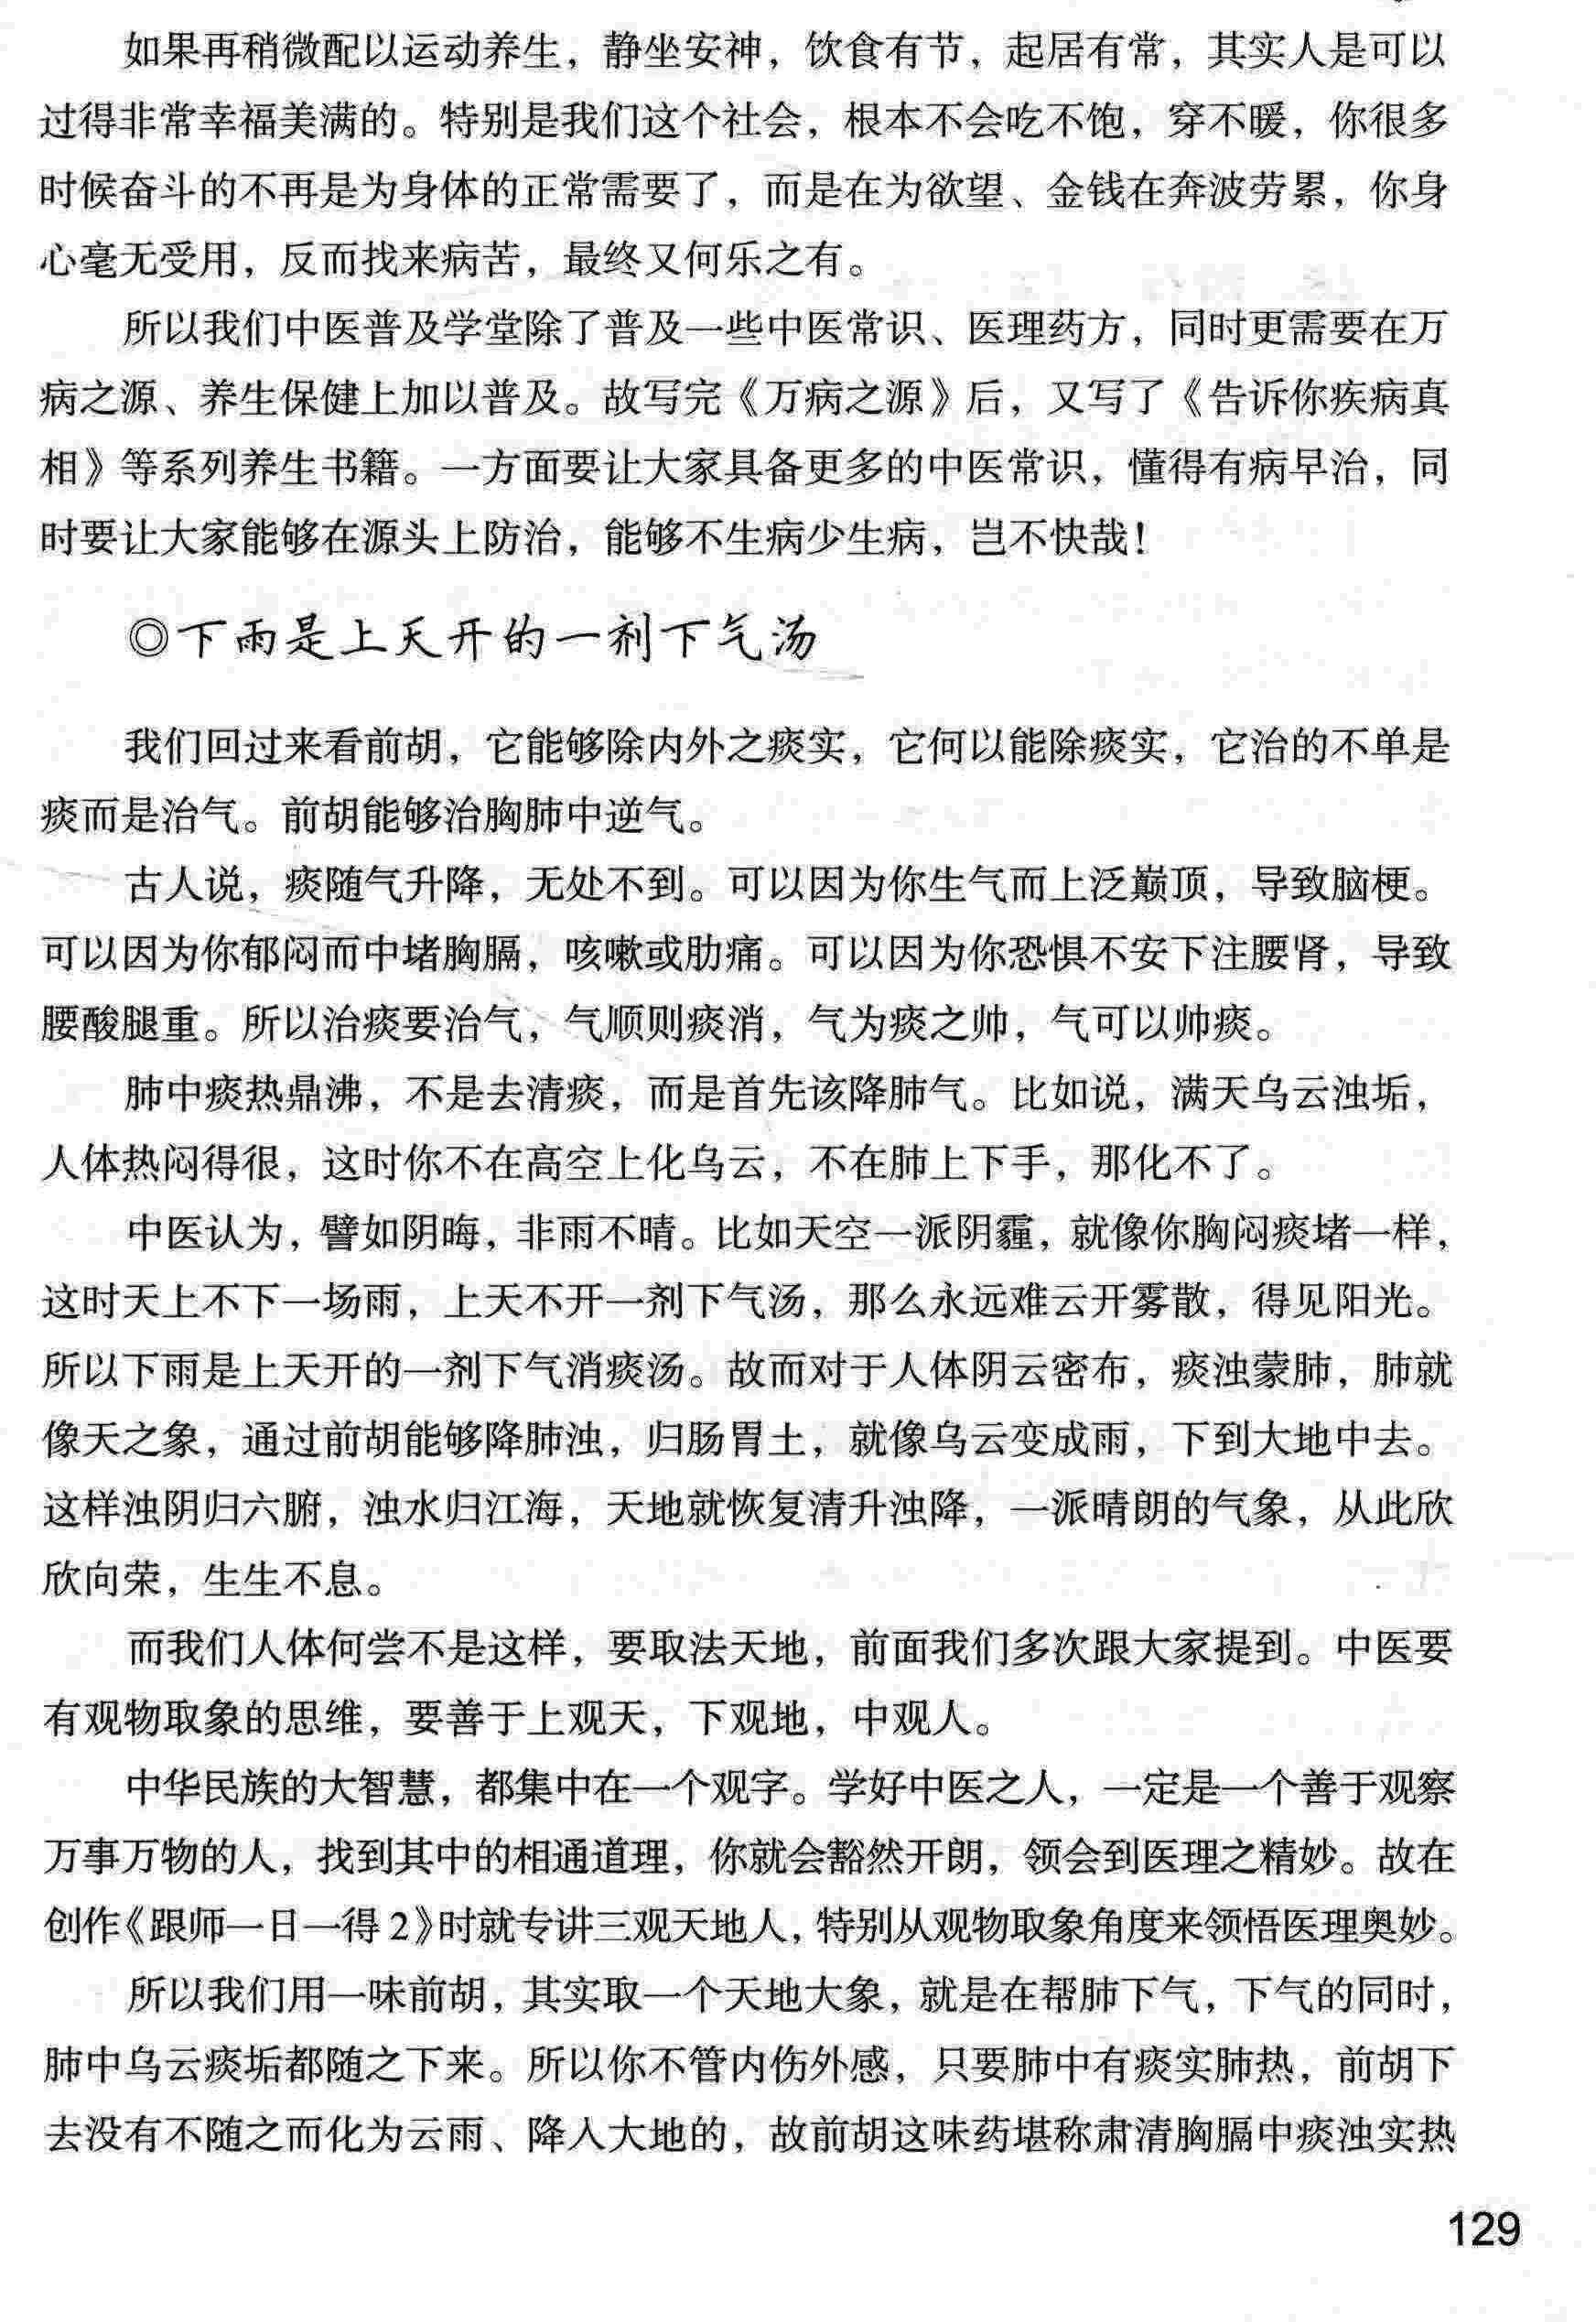 如果再稍微配以运动养生，静坐安神，饮食有节，起居有常，其实人是可以
过得非常幸福美满的。特别是我们这个社会，根本不会吃不饱，穿不暖，你很多
时候奋斗的不再是为身体的正常需要了，而是在为欲望、金钱在奔波劳累，你身
心毫无受用，反而找来病苦，最终又何乐之有。
所以我们中医普及学堂除了普及一些中医常识、医理药方，同时更需要在万
病之源、养生保健上加以普及。故写完《万病之源》后，又写了《告诉你疾病真
相》等系列养生书籍。一方面要让大家具备更多的中医常识，懂得有病早治，同
时要让大家能够在源头上防治，能够不生病少生病，岂不快哉！
◎下雨是上天开的一剂下气汤
我们回过来看前胡，它能够除内外之痰实，它何以能除痰实，它治的不单是
痰而是治气。前胡能够治胸肺中逆气。
古人说，痰随气升降，无处不到。可以因为你生气而上泛巅顶，导致脑梗。
可以因为你郁闷而中堵胸膈，咳嗽或肋痛。可以因为你恐惧不安下注腰肾，导致
腰酸腿重。所以治痰要治气，气顺则痰消，气为痰之帅，气可以帅痰。
肺中痰热鼎沸，不是去清痰，而是首先该降肺气。比如说，满天乌云浊垢，
人体热闷得很，这时你不在高空上化乌云，不在肺上下手，那化不了。
中医认为，譬如阴晦，非雨不晴。比如天空一派阴霾，就像你胸闷痰堵一样，
这时天上不下一场雨，上天不开一剂下气汤，那么永远难云开雾散，得见阳光。
所以下雨是上天开的一剂下气消痰汤。故而对于人体阴云密布，痰浊蒙肺，肺就
像天之象，通过前胡能够降肺浊，归肠胃土，就像乌云变成雨，下到大地中去。
这样浊阴归六腑，浊水归江海，天地就恢复清升浊降，一派晴朗的气象，从此欣
欣向荣，生生不息。
而我们人体何尝不是这样，要取法天地，前面我们多次跟大家提到。中医要
有观物取象的思维，要善于上观天，下观地，中观人。
中华民族的大智慧，都集中在一个观字。学好中医之人，一定是一个善于观察
万事万物的人，找到其中的相通道理，你就会豁然开朗，领会到医理之精妙。故在
创作《跟师一日一得2》时就专讲三观天地人，特别从观物取象角度来领悟医理奥妙。
所以我们用一味前胡，其实取一个天地大象，就是在帮肺下气，下气的同时，
肺中乌云痰垢都随之下来。所以你不管内伤外感，只要肺中有痰实肺热，前胡下
去没有不随之而化为云雨、降入大地的，故前胡这味药堪称肃清胸膈中痰浊实热
129